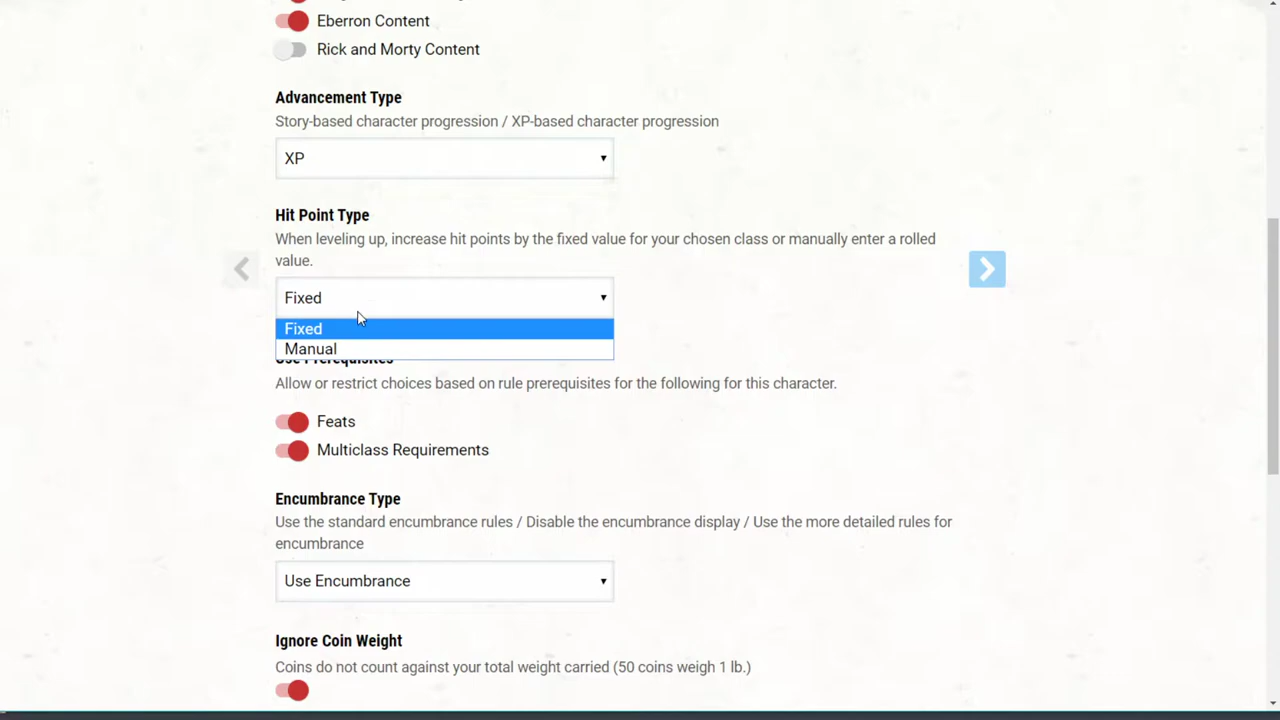 Eberron Content
Rick and Morty Content
Advancement Type
Story-based character progression / XP-based character progression
XP
Hit Point Type
When leveling up, increase hit points by the fixed value for your chosen class or manually enter a rolled
value.
Fixed
Fixed
Manual
Use Prerequisites
Allow or restrict choices based on rule prerequisites for the following for this character.
Feats
Multiclass Requirements
Encumbrance Type
Use the standard encumbrance rules / Disable the encumbrance display / Use the more detailed rules for
encumbrance
Use Encumbrance
Ignore Coin Weight
Coins do not count against your total weight carried (50 coins weigh 1 lb.)